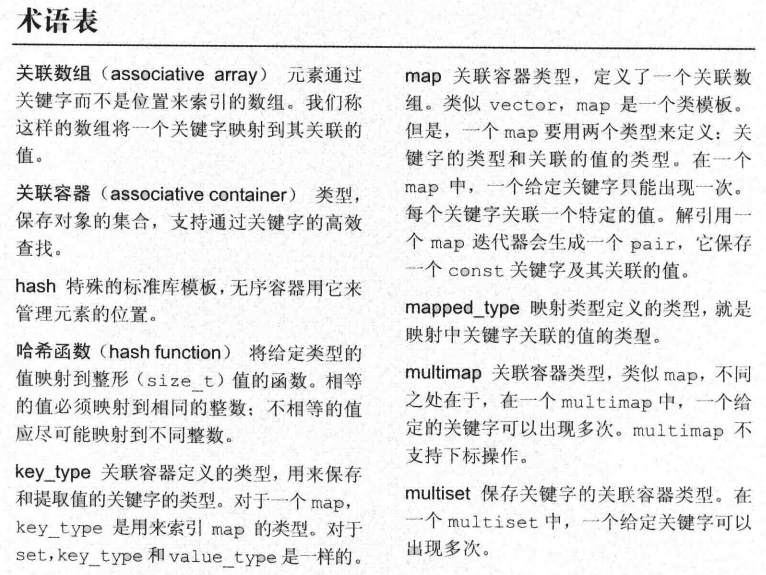 术语表
关联数组（associative array） 元素通过
关键字而不是位置来索引的数组。我们称
这样的数组将一个关键字映射到其关联的
值。
关联容器（associative container） 类型，
保存对象的集合，支持通过关键字的高效
查找。
hash 特殊的标准库模板，无序容器用它来
管理元素的位置。
哈希函数（hash function） 将给定类型的
值映射到整形（size_t）值的函数。相等
的值必须映射到相同的整数；不相等的值
应尽可能映射到不同整数。
key_type 关联容器定义的类型，用来保存
和提取值的关键字的类型。对于一个 map，
key_type 是用来索引 map 的类型。对于
set，key_type 和 value_type 是一样的。
map 关联容器类型，定义了一个关联数
组。类似 vector，map 是一个类模板。
但是，一个 map 要用两个类型来定义：关
键字的类型和关联的值的类型。在一个
map 中，一个给定关键字只能出现一次。
每个关键字关联一个特定的值。解引用一
个 map 迭代器会生成一个 pair，它保存
一个 const 关键字及其关联的值。
mapped_type 映射类型定义的类型，就是
映射中关键字关联的值的类型。
multimap 关联容器类型，类似 map，不同
之处在于，在一个 multimap 中，一个给
定的关键字可以出现多次。multimap 不
支持下标操作。
multiset 保存关键字的关联容器类型。在
一个 multiset 中，一个给定关键字可以
出现多次。